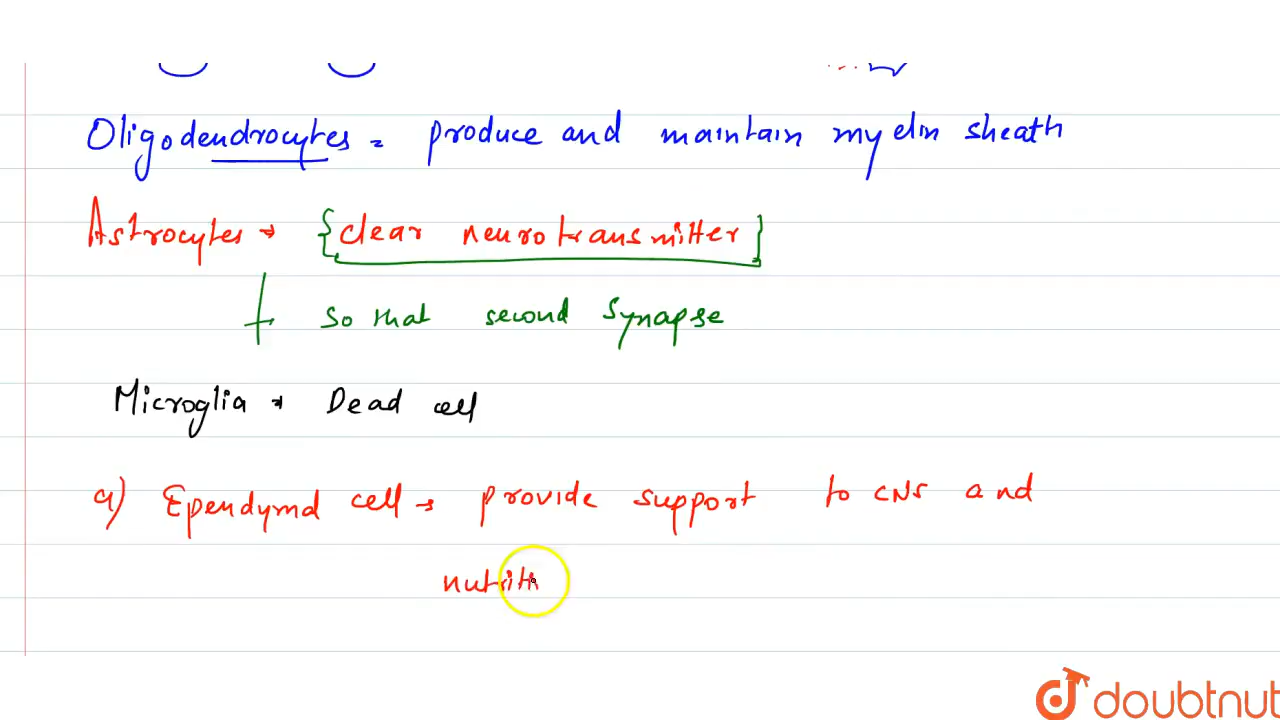 Oligodendrocytes = produce and maintain myelin sheath
Astrocytes → {clear neurotransmitter}
so that second synapse
Microglia → Dead cell
a) Ependymal cell → provide support to CNS and
nutriti
doubtnut